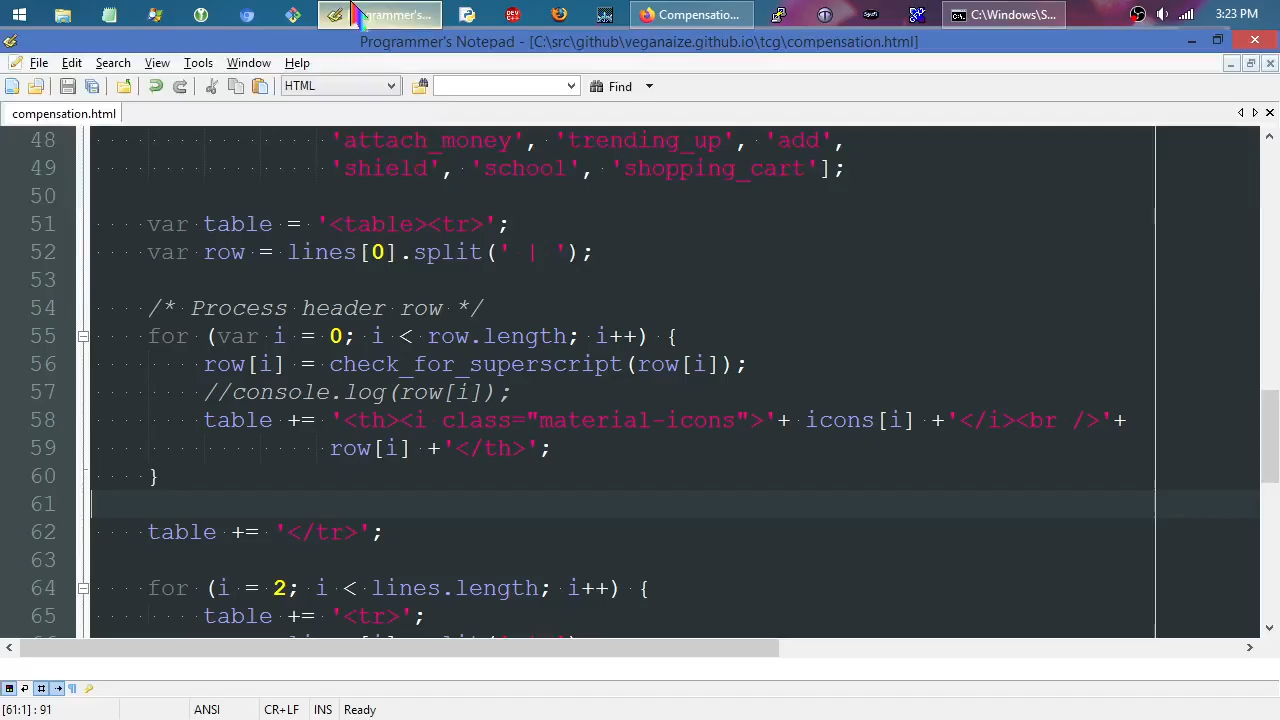 ogrammer's...
Compensatio...
C:\Windows\S...
3:23 PM
Programmer's Notepad - [C:\src\github\veganaize.github.io\tcg\compensation.html]
File Edit Search View Tools Window Help
HTML
Find
compensation.html
48 'attach_money', 'trending_up', 'add',
49 'shield', 'school', 'shopping_cart'];
50
51 var table = '<table><tr>';
52 var row = lines[0].split(' | ');
53
54 /* Process header row */
55 for (var i = 0; i < row.length; i++) {
56 row[i] = check_for_superscript(row[i]);
57 //console.log(row[i]);
58 table += '<th><i class="material-icons">'+ icons[i] +'</i><br />'+
59 row[i] +'</th>';
60 }
61
62 table += '</tr>';
63
64 for (i = 2; i < lines.length; i++) {
65 table += '<tr>';
[61:1] : 91 ANSI CR+LF INS Ready